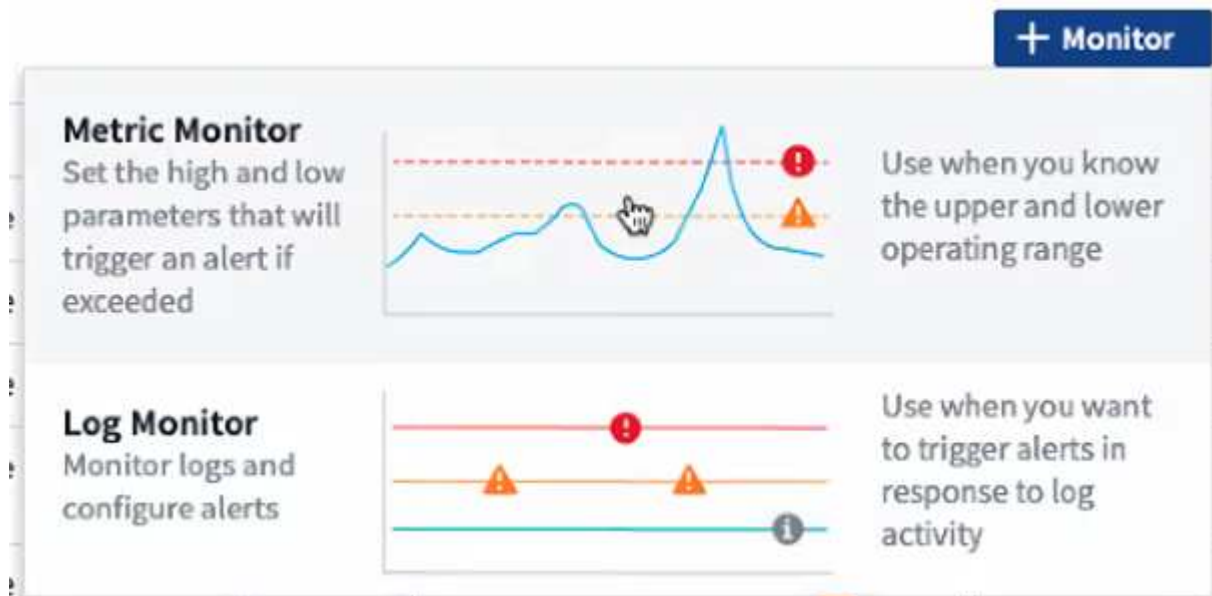 + Monitor
Metric Monitor
Set the high and low
parameters that will
trigger an alert if
exceeded
Use when you know
the upper and lower
operating range
Log Monitor
Monitor logs and
configure alerts
Use when you want
to trigger alerts in
response to log
activity